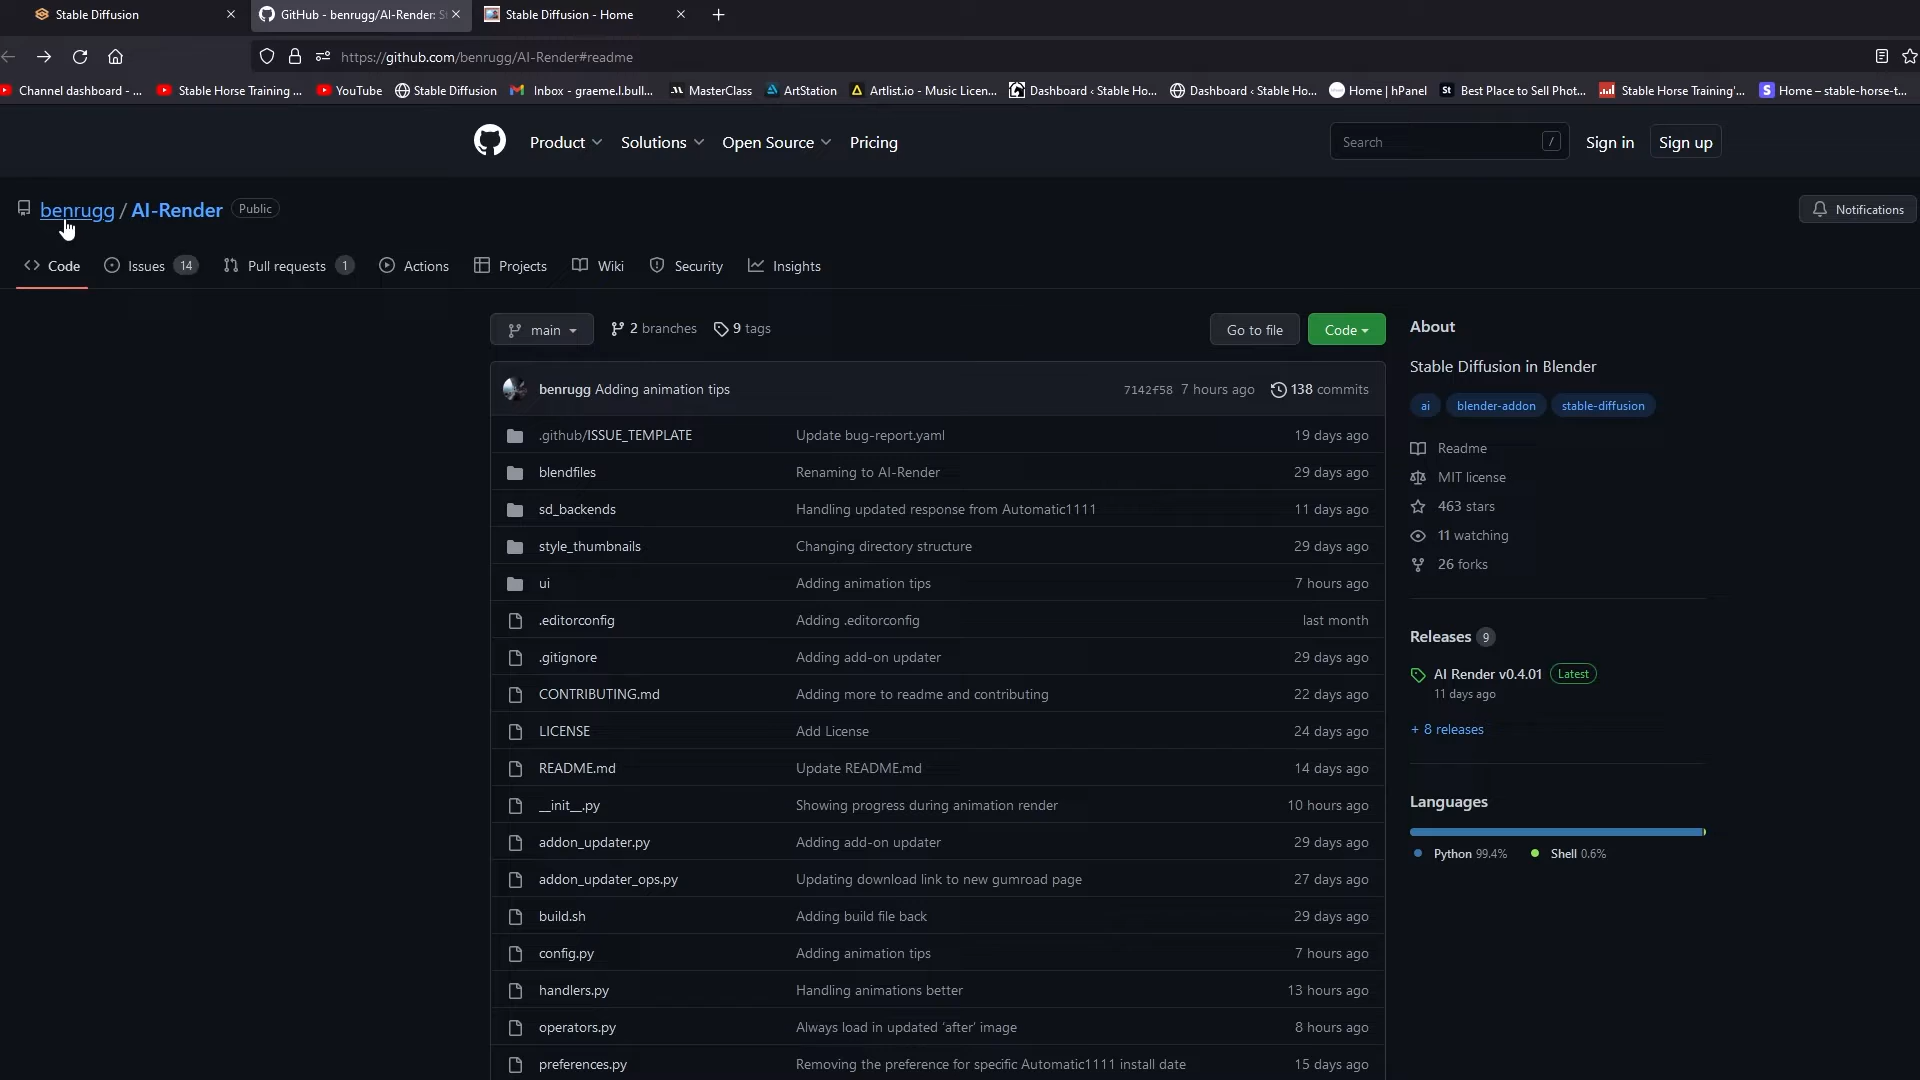 Stable Diffusion
GitHub - benrugg/AI-Render: S
Stable Diffusion - Home
https://github.com/benrugg/AI-Render#readme
Channel dashboard - ...
Stable Horse Training ...
YouTube
Stable Diffusion
Inbox - graeme.l.bull...
MasterClass
ArtStation
Artlist.io - Music Licen...
Dashboard ‹ Stable Ho...
Dashboard ‹ Stable Ho...
Home | hPanel
St
Best Place to Sell Phot...
Stable Horse Training'...
S
Home – stable-horse-t...
Product
Solutions
Open Source
Pricing
Search
/
Sign in
Sign up
benrugg / AI-Render
Public
Notifications
Code
Issues 14
Pull requests 1
Actions
Projects
Wiki
Security
Insights
main
2 branches
9 tags
Go to file
Code
benrugg Adding animation tips
7142f58 7 hours ago
138 commits
.github/ISSUE_TEMPLATE Update bug-report.yaml 19 days ago
blendfiles Renaming to AI-Render 29 days ago
sd_backends Handling updated response from Automatic1111 11 days ago
style_thumbnails Changing directory structure 29 days ago
ui Adding animation tips 7 hours ago
.editorconfig Adding .editorconfig last month
.gitignore Adding add-on updater 29 days ago
CONTRIBUTING.md Adding more to readme and contributing 22 days ago
LICENSE Add License 24 days ago
README.md Update README.md 14 days ago
__init__.py Showing progress during animation render 10 hours ago
addon_updater.py Adding add-on updater 29 days ago
addon_updater_ops.py Updating download link to new gumroad page 27 days ago
build.sh Adding build file back 29 days ago
config.py Adding animation tips 7 hours ago
handlers.py Handling animations better 13 hours ago
operators.py Always load in updated 'after' image 8 hours ago
preferences.py Removing the preference for specific Automatic1111 install date 15 days ago
About
Stable Diffusion in Blender
ai
blender-addon
stable-diffusion
Readme
MIT license
463 stars
11 watching
26 forks
Releases 9
AI Render v0.4.01 Latest
11 days ago
+ 8 releases
Languages
Python 99.4%
Shell 0.6%